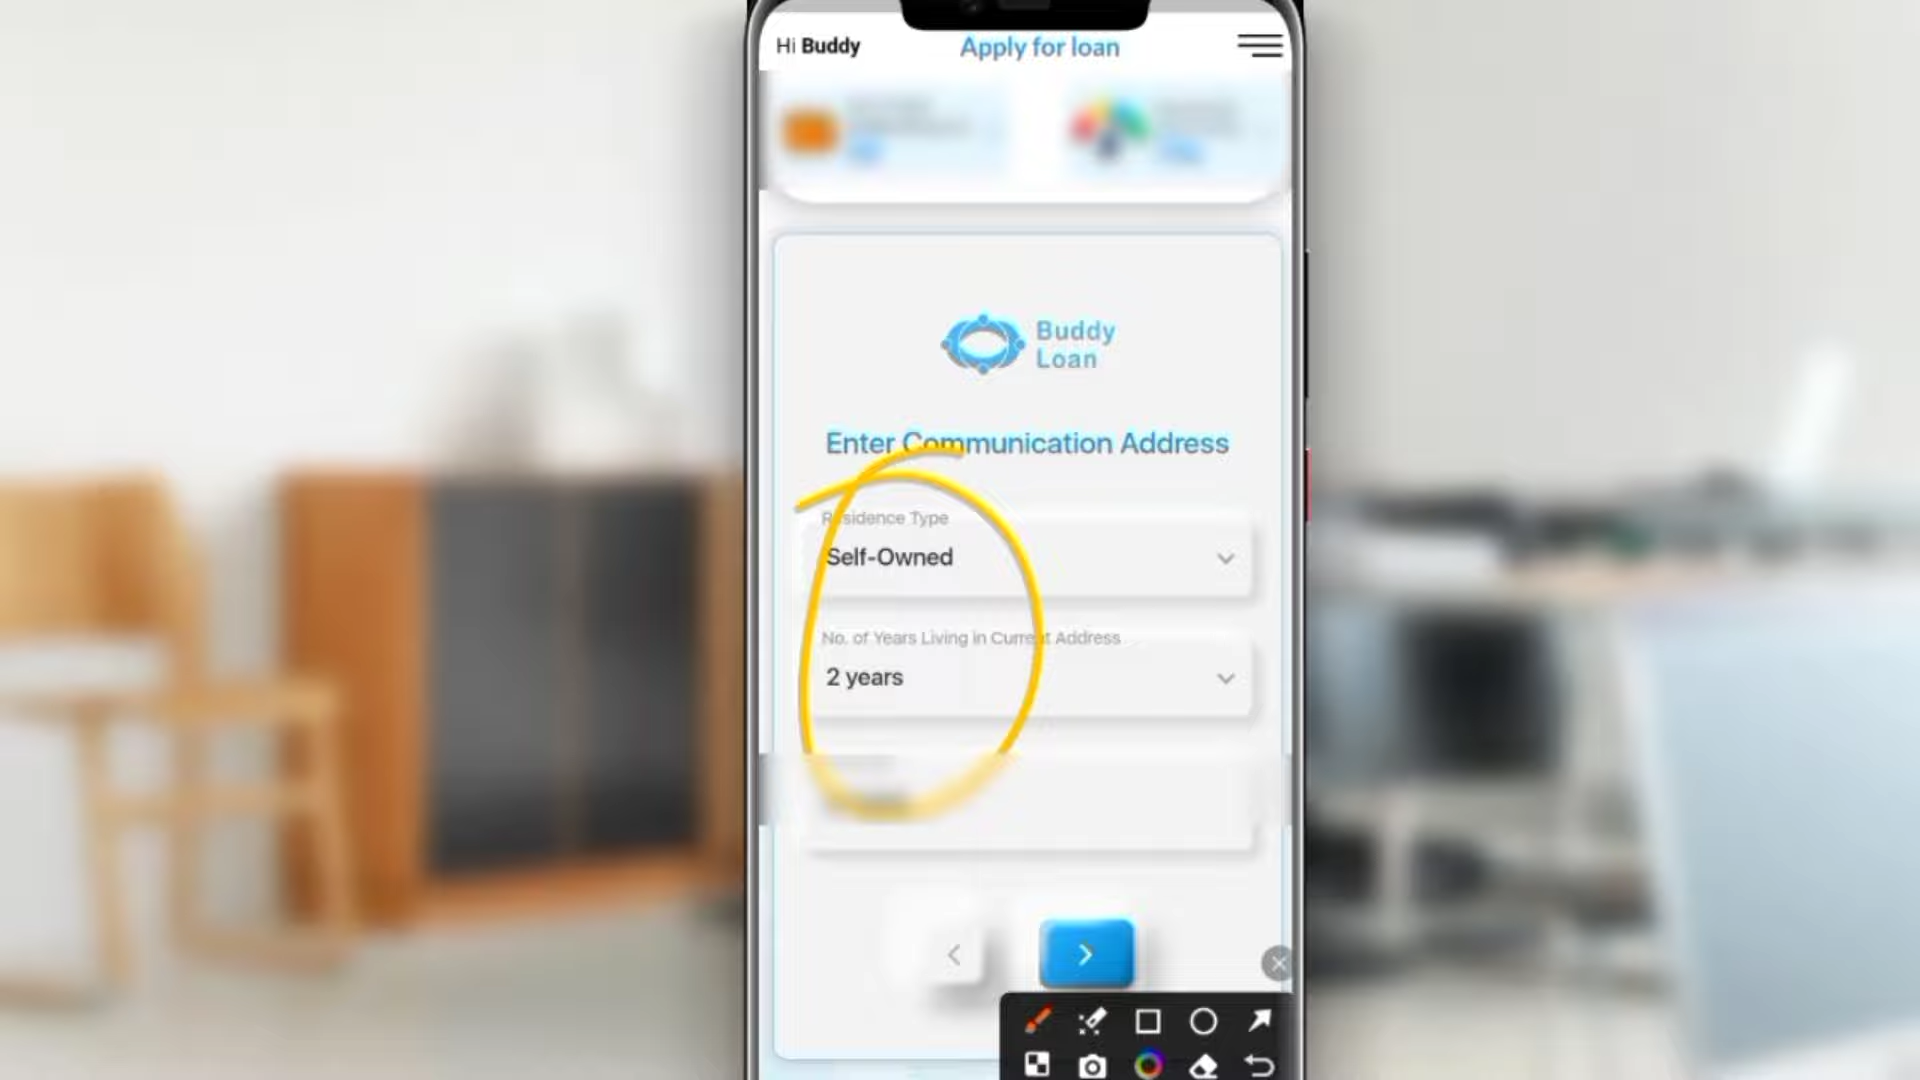 Hi Buddy
Apply for loan
Buddy
Loan
Enter Communication Address
Residence Type
Self-Owned
No. of Years Living in Current Address
2 years